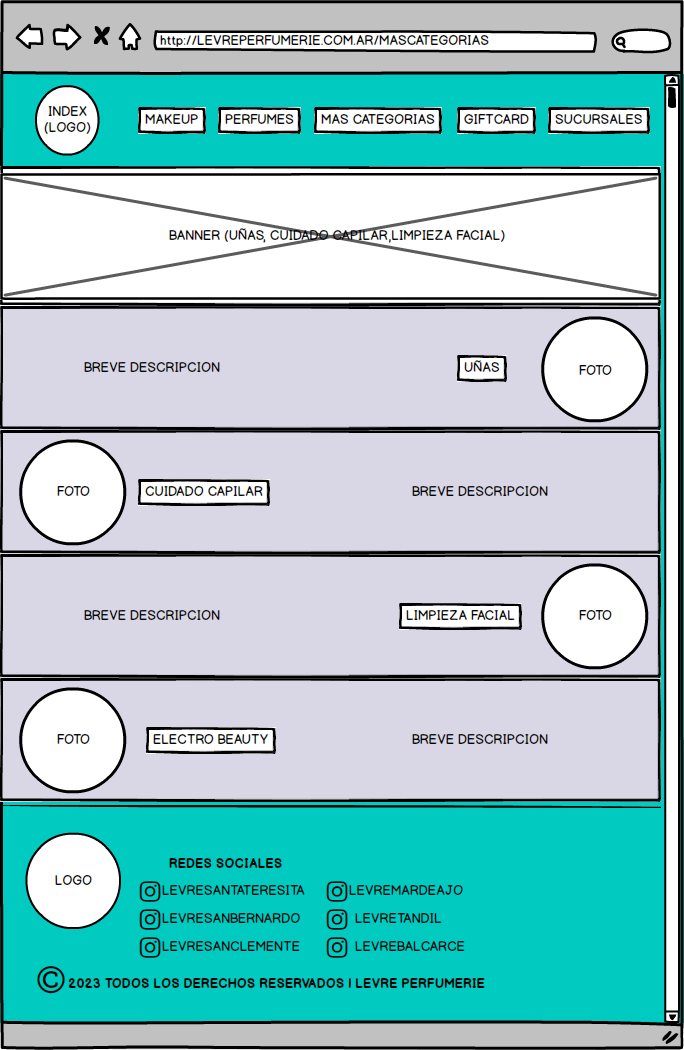 http://LEVREPERFUMERIE.COM.AR/MASCATEGORIAS
INDEX
(LOGO)
MAKEUP
PERFUMES
MAS CATEGORIAS
GIFTCARD
SUCURSALES
BANNER (UÑAS, CUIDADO CAPILAR,LIMPIEZA FACIAL)
BREVE DESCRIPCION
UÑAS
FOTO
FOTO
CUIDADO CAPILAR
BREVE DESCRIPCION
BREVE DESCRIPCION
LIMPIEZA FACIAL
FOTO
FOTO
ELECTRO BEAUTY
BREVE DESCRIPCION
LOGO
REDES SOCIALES
LEVRESANTATERESITA
LEVREMARDEAJO
LEVRESANBERNARDO
LEVRETANDIL
LEVRESANCLEMENTE
LEVREBALCARCE
© 2023 TODOS LOS DERECHOS RESERVADOS | LEVRE PERFUMERIE